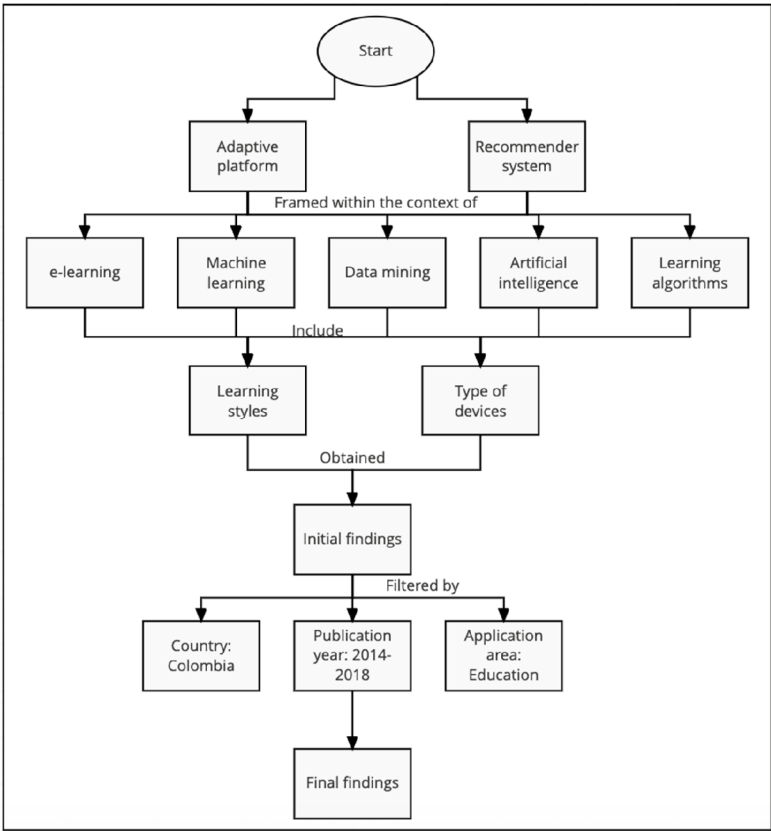 Start
Adaptive
platform
Recommender
system
Framed within the context of
e-learning
Machine
learning
Data mining
Artificial
intelligence
Learning
algorithms
Include
Learning
styles
Type of
devices
Obtained
Initial findings
Filtered by
Country:
Colombia
Publication
year: 2014-
2018
Application
area:
Education
Final findings